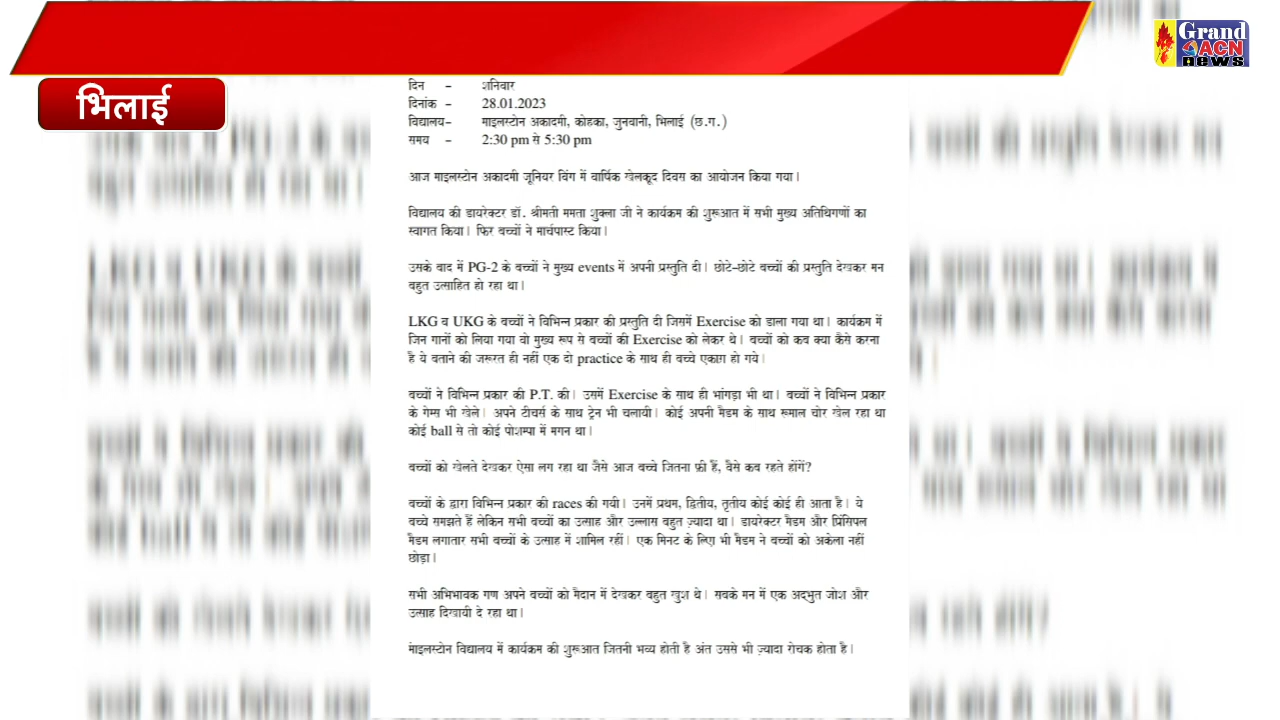 Grand
ACN
news
भिलाई
दिन – शनिवार
दिनांक – 28.01.2023
विद्यालय– माइलस्टोन अकादमी, कोहका, जुनवानी, भिलाई (छ.ग.)
समय – 2:30 pm से 5:30 pm
आज माइलस्टोन अकादमी जूनियर विंग में वार्षिक खेलकूद दिवस का आयोजन किया गया।
विद्यालय की डायरेक्टर डॉ. श्रीमती ममता शुक्ला जी ने कार्यकम की शुरूआत में सभी मुख्य अतिथिगणों का
स्वागत किया। फिर बच्चों ने मार्चपास्ट किया।
उसके बाद में PG-2 के बच्चों ने मुख्य events में अपनी प्रस्तुति दी। छोटे-छोटे बच्चों की प्रस्तुति देखकर मन
बहुत उत्साहित हो रहा था।
LKG व UKG के बच्चों ने विभिन्न प्रकार की प्रस्तुति दी जिसमें Exercise को डाला गया था। कार्यकम में
जिन गानों को लिया गया वो मुख्य रूप से बच्चों की Exercise को लेकर थे। बच्चों को कब क्या कैसे करना
है ये बताने की जरूरत ही नहीं एक दो practice के साथ ही बच्चे एकाग्र हो गये।
बच्चों ने विभिन्न प्रकार की P.T. की। उसमें Exercise के साथ ही भांगड़ा भी था। बच्चों ने विभिन्न प्रकार
के गेम्स भी खेले। अपने टीचर्स के साथ ट्रेन भी चलायी। कोई अपनी मैडम के साथ रूमाल चोर खेल रहा था
कोई ball से तो कोई पोशम्पा में मगन था।
बच्चों को खेलते देखकर ऐसा लग रहा था जैसे आज बच्चे जितना फ्री हैं, वैसे कब रहते होंगें?
बच्चों के द्वारा विभिन्न प्रकार की races की गयी। उनमें प्रथम, द्वितीय, तृतीय कोई कोई ही आता है। ये
बच्चे समझते हैं लेकिन सभी बच्चों का उत्साह और उल्लास बहुत ज़्यादा था। डायरेक्टर मैडम और प्रिंसिपल
मैडम लगातार सभी बच्चों के उत्साह में शामिल रहीं। एक मिनट के लिए भी मैडम ने बच्चों को अकेला नहीं
छोड़ा।
सभी अभिभावक गण अपने बच्चों को मैदान में देखकर बहुत खुश थे। सबके मन में एक अद्भुत जोश और
उत्साह दिखायी दे रहा था।
माइलस्टोन विद्यालय में कार्यकम की शुरूआत जितनी भव्य होती है अंत उससे भी ज़्यादा रोचक होता है।